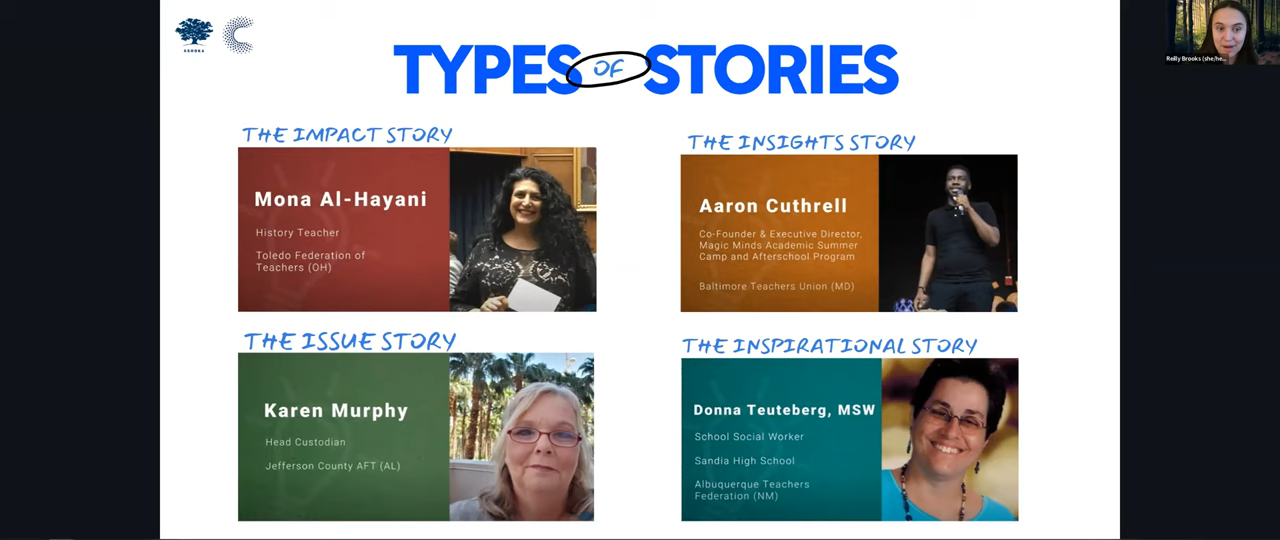 ASHOKA
TYPES OF STORIES
Reilly Brooks (she/he...
THE IMPACT STORY
Mona Al-Hayani
History Teacher
Toledo Federation of
Teachers (OH)
THE INSIGHTS STORY
Aaron Cuthrell
Co-Founder & Executive Director,
Magic Minds Academic Summer
Camp and Afterschool Program
Baltimore Teachers Union (MD)
THE ISSUE STORY
Karen Murphy
Head Custodian
Jefferson County AFT (AL)
THE INSPIRATIONAL STORY
Donna Teuteberg, MSW
School Social Worker
Sandia High School
Albuquerque Teachers
Federation (NM)